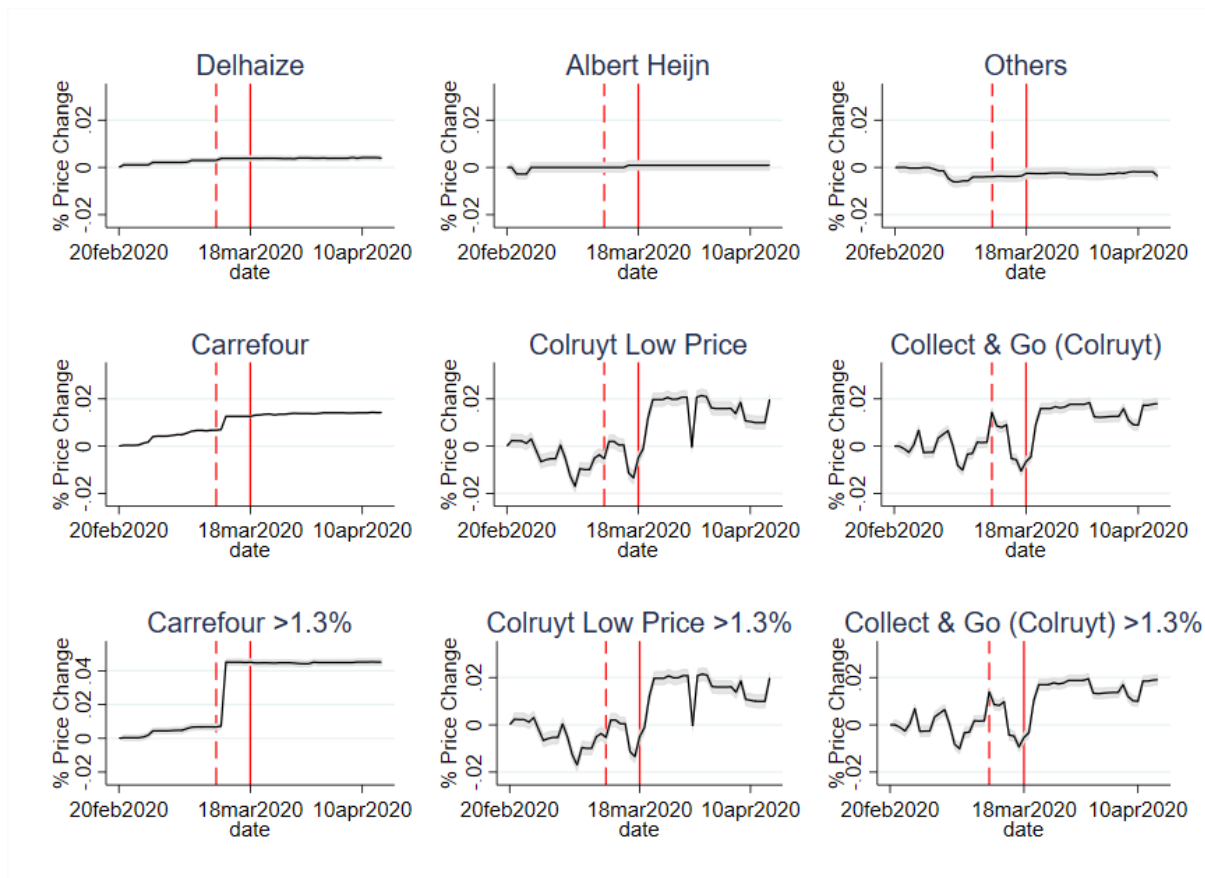 Delhaize
% Price Change
.02
0
-.02
20feb2020 18mar2020 10apr2020
date
Albert Heijn
% Price Change
.02
0
-.02
20feb2020 18mar2020 10apr2020
date
Others
% Price Change
.02
0
-.02
20feb2020 18mar2020 10apr2020
date
Carrefour
% Price Change
.02
0
-.02
20feb2020 18mar2020 10apr2020
date
Colruyt Low Price
% Price Change
.02
0
-.02
20feb2020 18mar2020 10apr2020
date
Collect & Go (Colruyt)
% Price Change
.02
0
-.02
20feb2020 18mar2020 10apr2020
date
Carrefour >1.3%
% Price Change
.04
.02
0
-.02
20feb2020 18mar2020 10apr2020
date
Colruyt Low Price >1.3%
% Price Change
.02
0
-.02
20feb2020 18mar2020 10apr2020
date
Collect & Go (Colruyt) >1.3%
% Price Change
.02
0
-.02
20feb2020 18mar2020 10apr2020
date